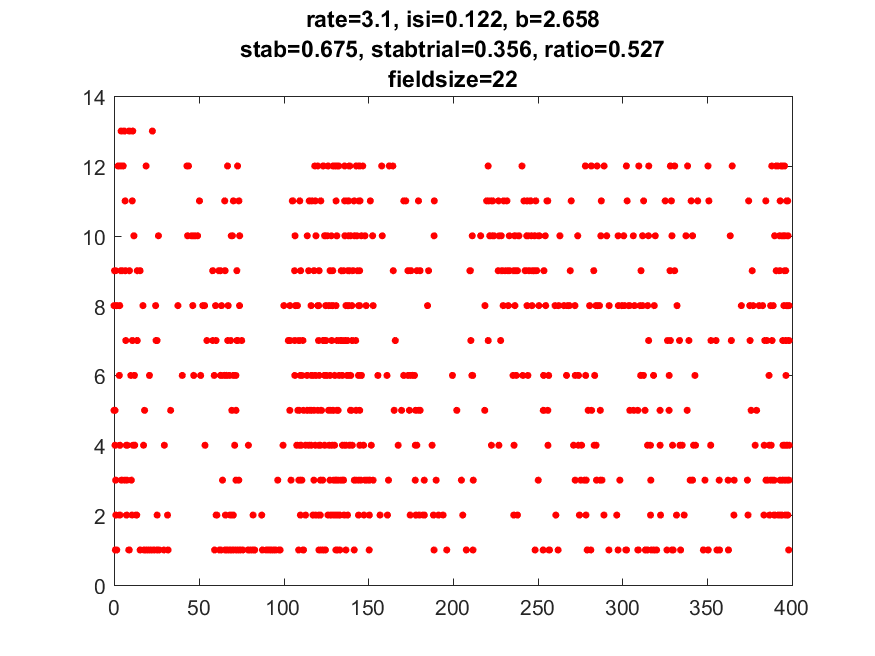 rate=3.1, isi=0.122, b=2.658
stab=0.675, stabtrial=0.356, ratio=0.527
fieldsize=22
14
12
10
8
6
4
2
0
0 50 100 150 200 250 300 350 400